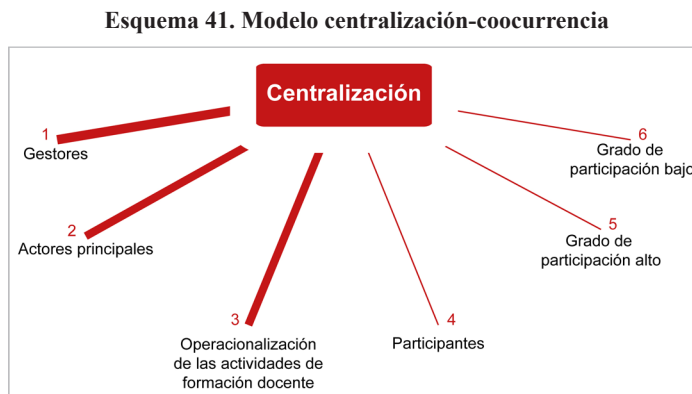 Esquema 41. Modelo centralización-coocurrencia
Centralización
1
Gestores
2
Actores principales
3
Operacionalización
de las actividades de
formación docente
4
Participantes
5
Grado de
participación alto
6
Grado de
participación bajo